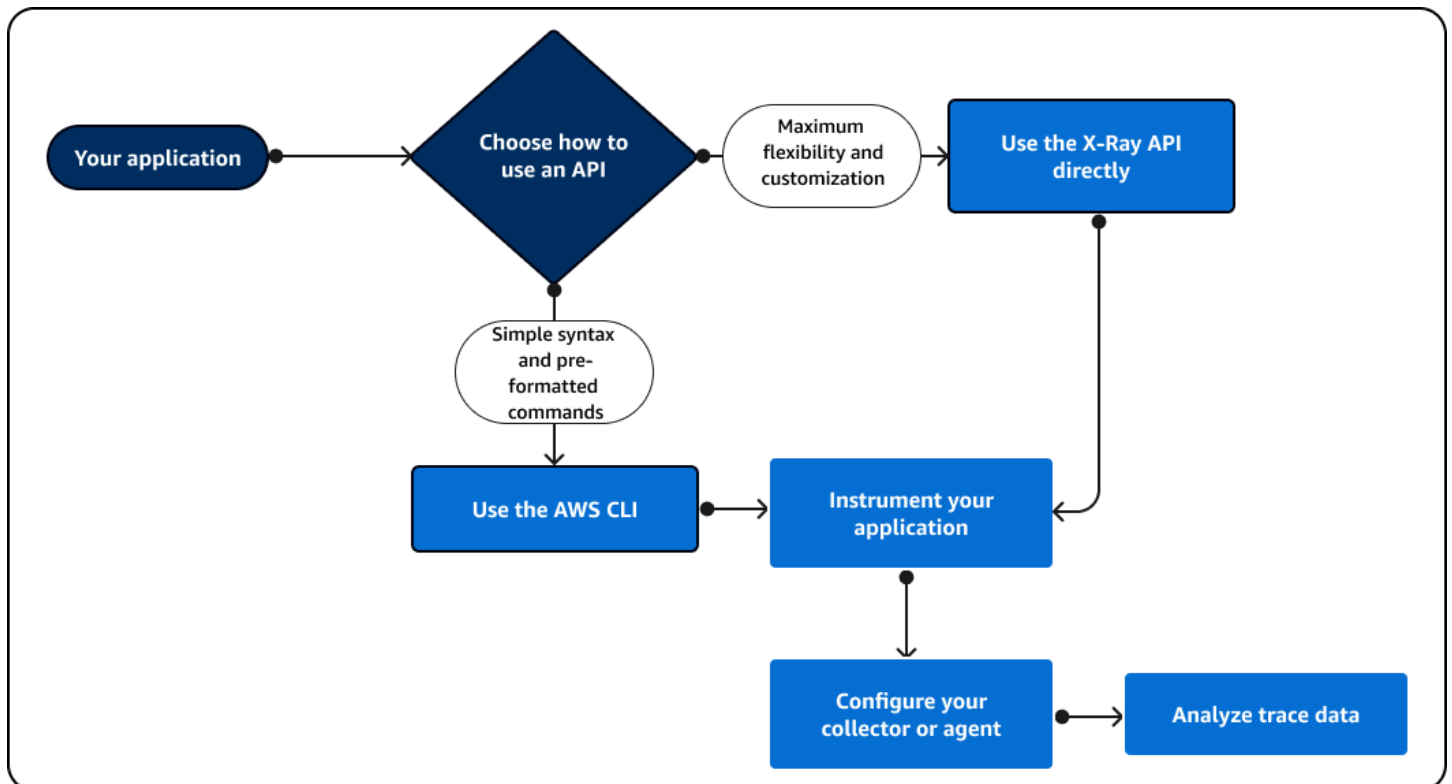 Your application
Choose how to
use an API
Maximum
flexibility and
customization
Use the X-Ray API
directly
Simple syntax
and pre-
formatted
commands
Use the AWS CLI
Instrument your
application
Configure your
collector or agent
Analyze trace data